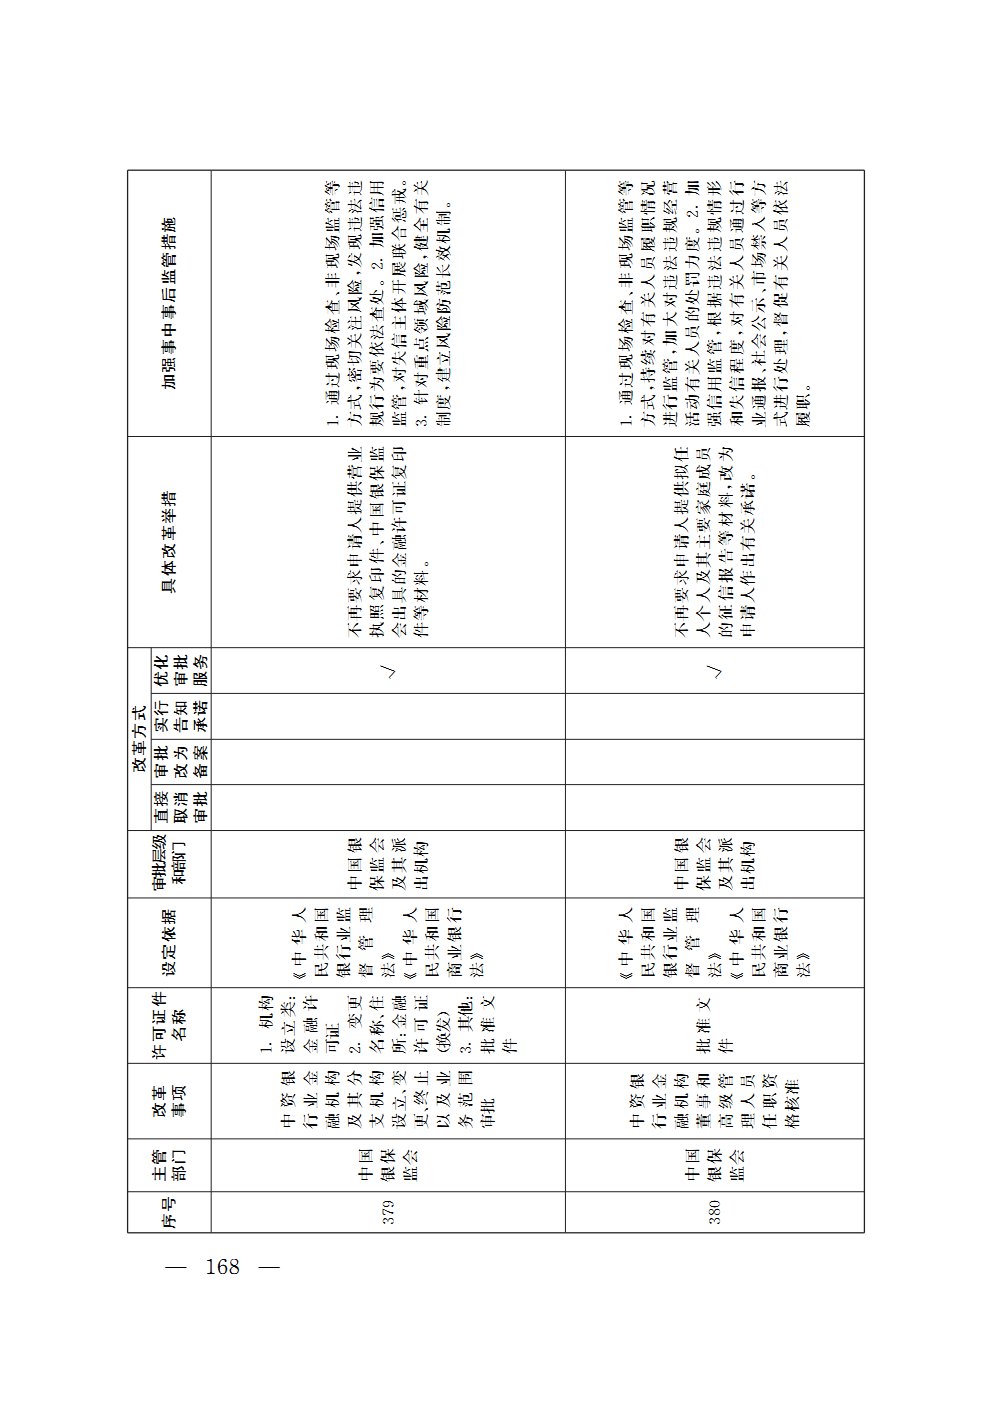 序号
主管
部门
改革
事项
许可证件
名称
设定依据
审批层级
和部门
改革方式
直接
取消
审批
审批
改为
备案
实行
告知
承诺
优化
审批
服务
具体改革举措
加强事中事后监管措施
379
中国
银保
监会
中资银
行业金
融机构
及其分
支机构
设立、变
更、终止
以及业
务范围
审批
1. 机构
设立类:
金融许
可证
2. 变更
名称、住
所:金融
许可证
(换发)
3. 其他:
批准文
件
《中华人
民共和国
银行业监
督管理
法》
《中华人
民共和国
商业银行
法》
中国银
保监会
及其派
出机构
√
不再要求申请人提供营业
执照复印件、中国银保监
会出具的金融许可证复印
件等材料。
1. 通过现场检查、非现场监管等
方式,密切关注风险,发现违法违
规行为要依法查处。2. 加强信用
监管,对失信主体开展联合惩戒。
3. 针对重点领域风险,健全有关
制度,建立风险防范长效机制。
380
中国
银保
监会
中资银
行业金
融机构
董事和
高级管
理人员
任职资
格核准
批准文
件
《中华人
民共和国
银行业监
督管理
法》
《中华人
民共和国
商业银行
法》
中国银
保监会
及其派
出机构
√
不再要求申请人提供拟任
人个人及其主要家庭成员
的征信报告等材料,改为
申请人作出有关承诺。
1. 通过现场检查、非现场监管等
方式,持续对有关人员履职情况
进行监管,加大对违法违规经营
活动有关人员的处罚力度。2. 加
强信用监管,根据违法违规情形
和失信程度,对有关人员通过行
业通报、社会公示、市场禁入等方
式进行处理,督促有关人员依法
履职。
— 168 —